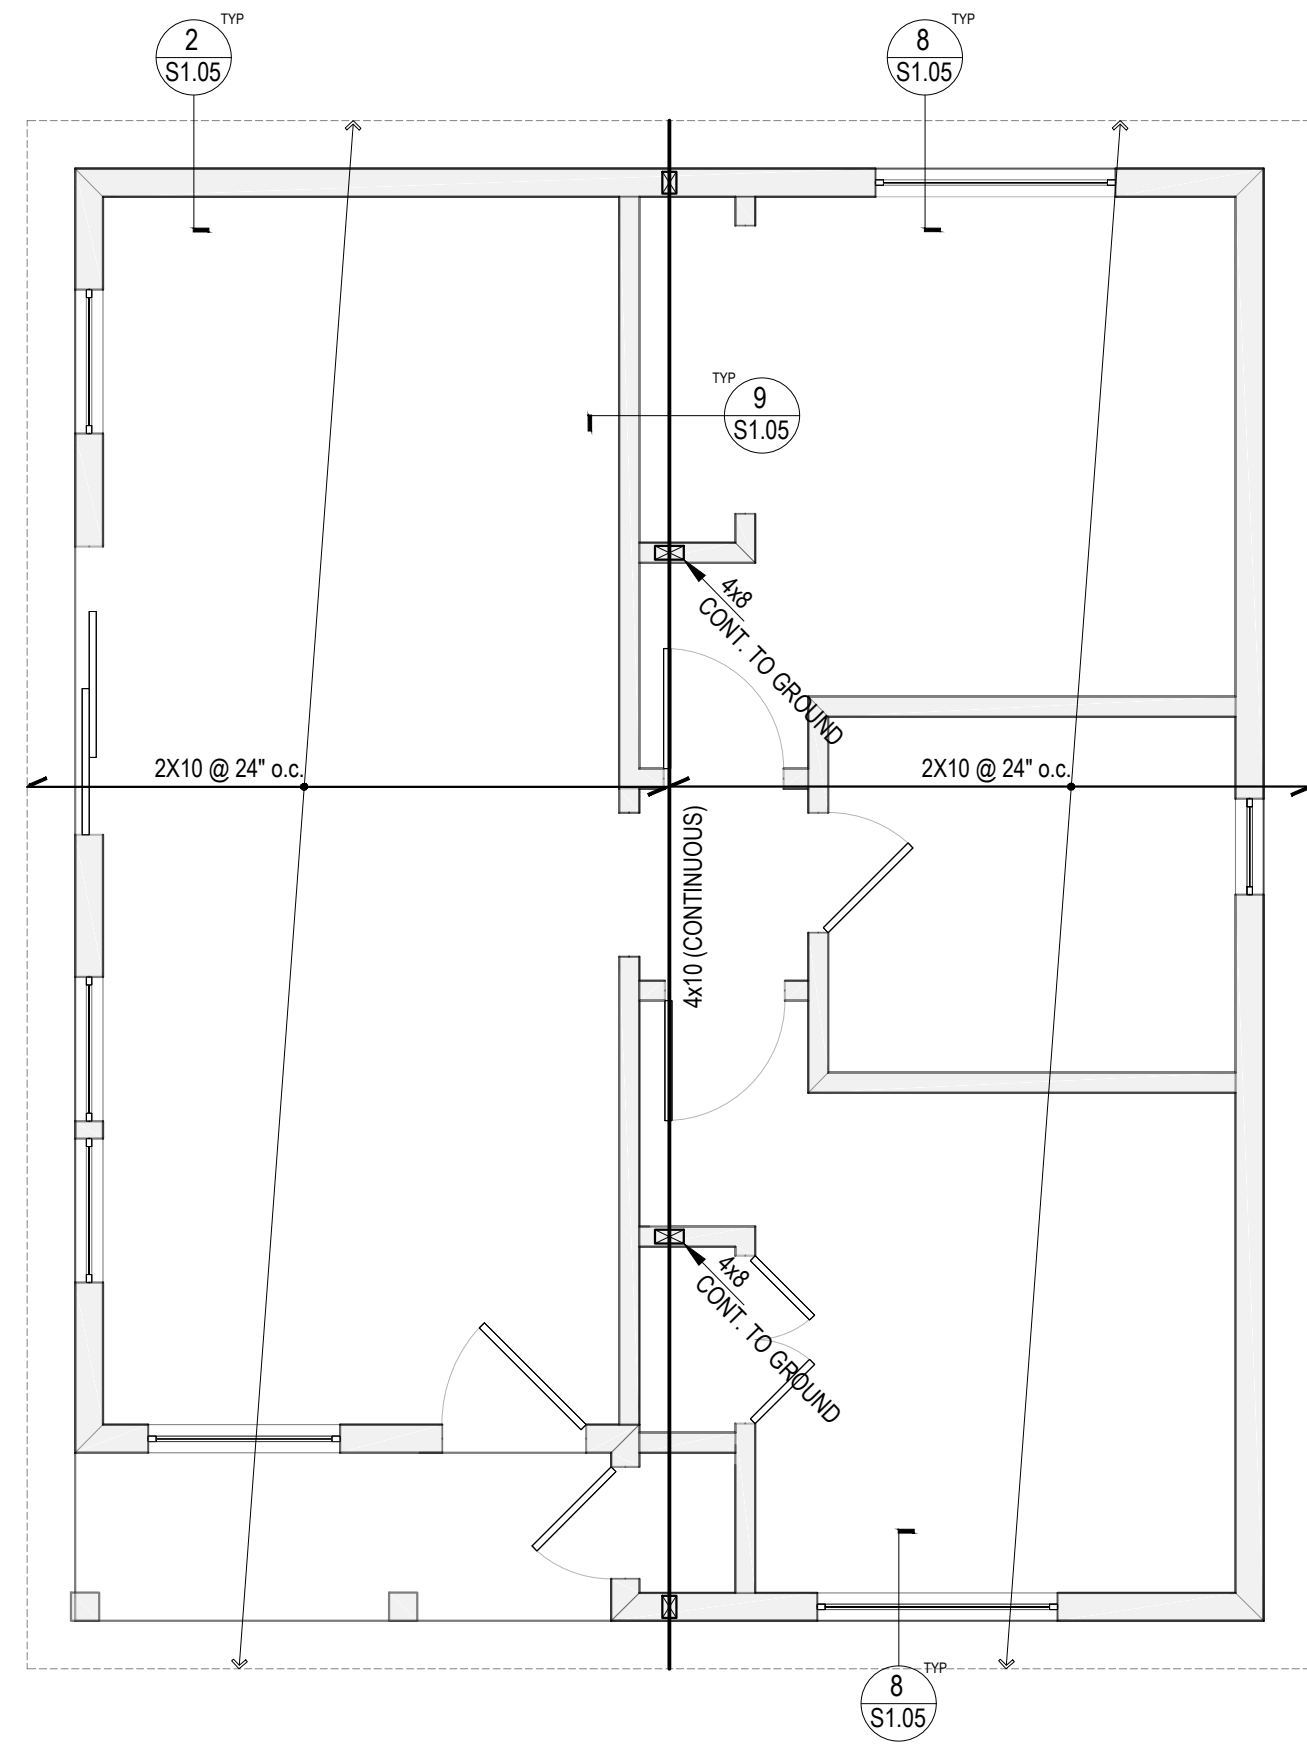 TYP
2
S1.05
TYP
8
S1.05
TYP
9
S1.05
4x8
CONT. TO GROUND
2X10 @ 24" o.c.
2X10 @ 24" o.c.
4x10 (CONTINUOUS)
4x8
CONT. TO GROUND
TYP
8
S1.05